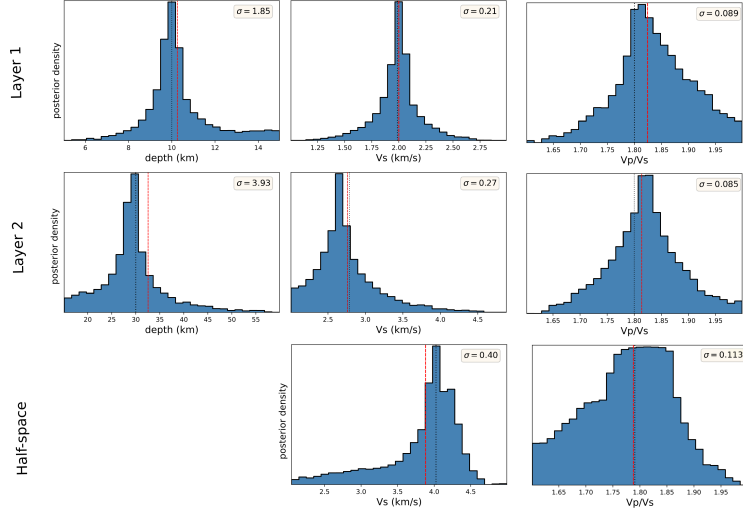 Layer 1
posterior density
σ = 1.85
6 8 10 12 14
depth (km)
σ = 0.21
1.25 1.50 1.75 2.00 2.25 2.50 2.75
Vs (km/s)
σ = 0.089
1.65 1.70 1.75 1.80 1.85 1.90 1.95
Vp/Vs
Layer 2
posterior density
σ = 3.93
20 25 30 35 40 45 50 55
depth (km)
σ = 0.27
2.5 3.0 3.5 4.0 4.5
Vs (km/s)
σ = 0.085
1.65 1.70 1.75 1.80 1.85 1.90 1.95
Vp/Vs
Half-space
posterior density
σ = 0.40
2.5 3.0 3.5 4.0 4.5
Vs (km/s)
σ = 0.113
1.65 1.70 1.75 1.80 1.85 1.90 1.95
Vp/Vs